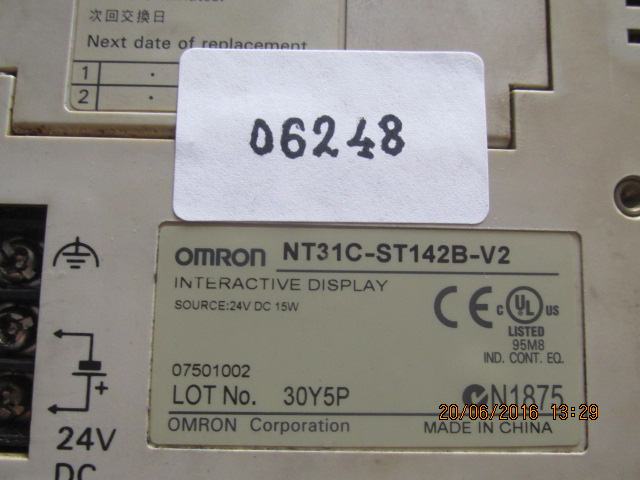 次回交換日
Next date of replacement
1
2
06248
OMRON NT31C-ST142B-V2
INTERACTIVE DISPLAY
SOURCE:24V DC 15W
CE C UL US
LISTED
95M8
IND. CONT. EQ.
07501002
LOT No. 30Y5P
N1875
20/06/2016 13:29
OMRON Corporation MADE IN CHINA
24V
DC